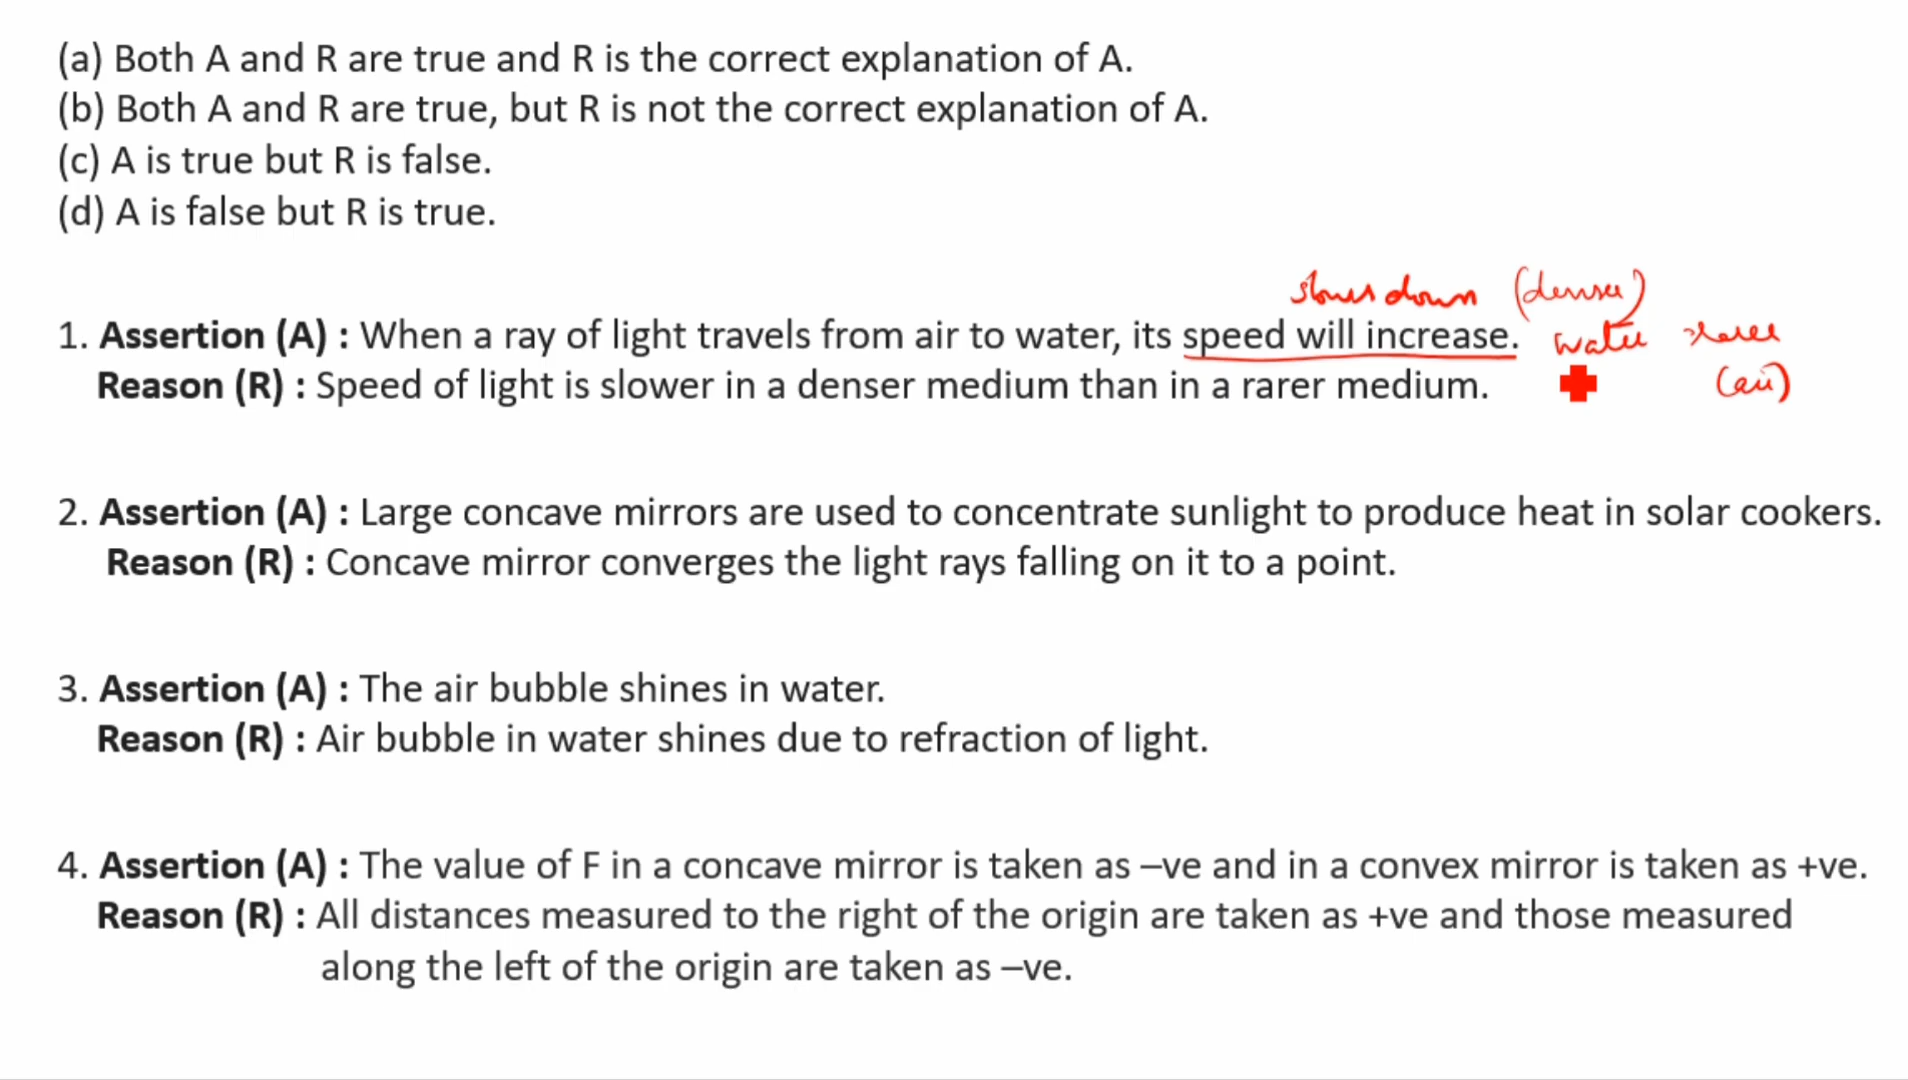 (a) Both A and R are true and R is the correct explanation of A.
(b) Both A and R are true, but R is not the correct explanation of A.
(c) A is true but R is false.
(d) A is false but R is true.
slows down (denser)
1. Assertion (A) : When a ray of light travels from air to water, its speed will increase. water rarer
Reason (R) : Speed of light is slower in a denser medium than in a rarer medium. (air)
2. Assertion (A) : Large concave mirrors are used to concentrate sunlight to produce heat in solar cookers.
Reason (R) : Concave mirror converges the light rays falling on it to a point.
3. Assertion (A) : The air bubble shines in water.
Reason (R) : Air bubble in water shines due to refraction of light.
4. Assertion (A) : The value of F in a concave mirror is taken as –ve and in a convex mirror is taken as +ve.
Reason (R) : All distances measured to the right of the origin are taken as +ve and those measured
along the left of the origin are taken as –ve.